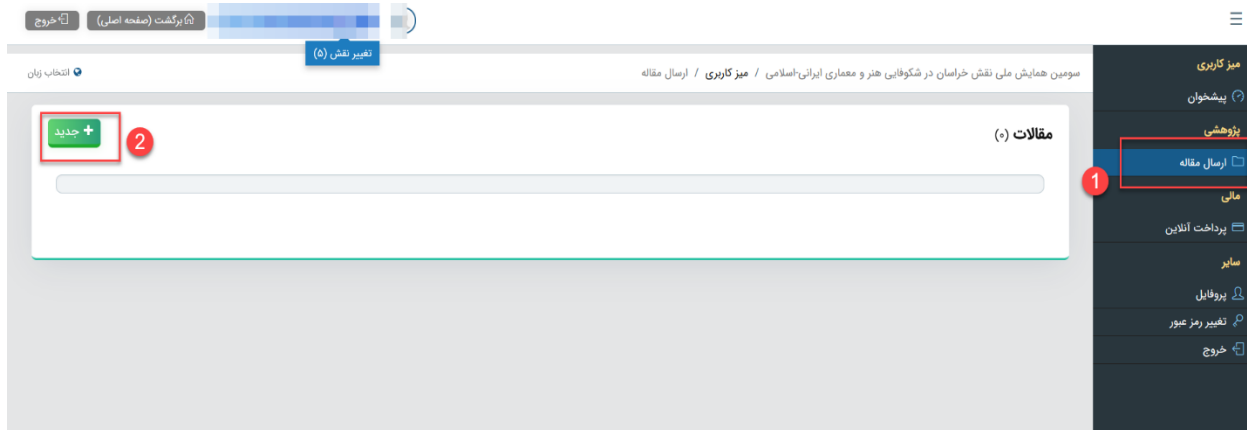 برگشت (صفحه اصلی)
خروج
تغییر نقش (۵)
سومین همایش ملی نقش خراسان در شکوفایی هنر و معماری ایرانی-اسلامی / میز کاربری / ارسال مقاله
انتخاب زبان
میز کاربری
پیشخوان
پژوهشی
ارسال مقاله
1
مالی
پرداخت آنلاین
سایر
پروفایل
تغییر رمز عبور
خروج
مقالات (۰)
2
+ جدید